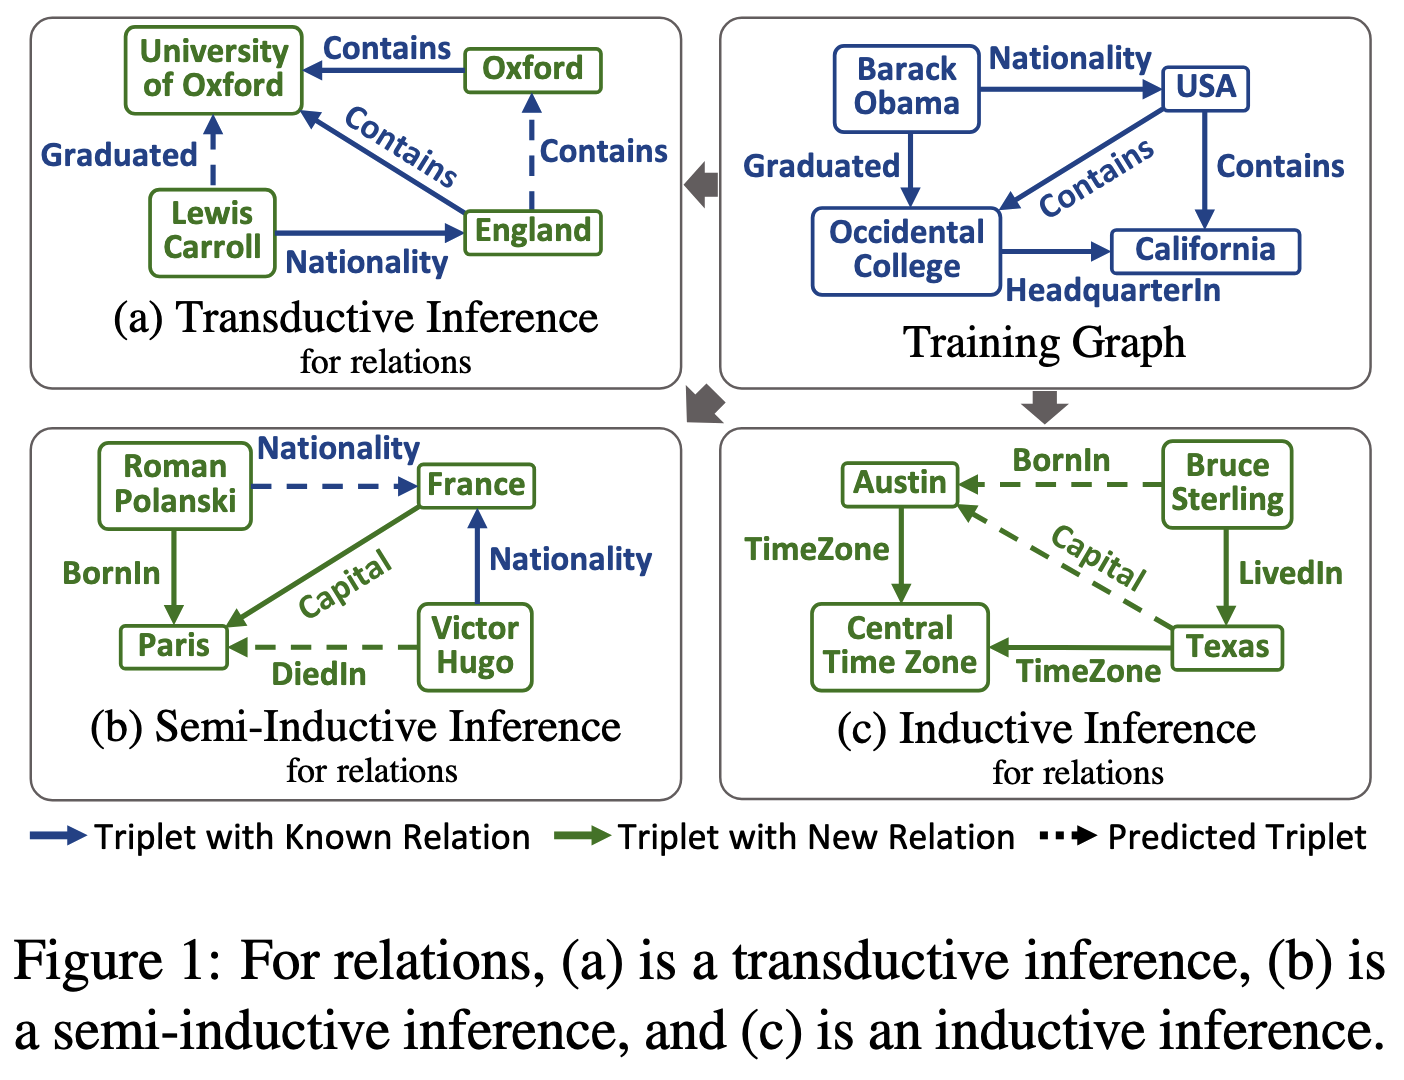 University
of Oxford
Contains
Oxford
Graduated
Contains
Contains
Lewis
Carroll
England
Nationality
(a) Transductive Inference
for relations
Barack
Obama
Nationality
USA
Graduated
Contains
Contains
Occidental
College
California
HeadquarterIn
Training Graph
Roman
Polanski
Nationality
France
BornIn
Capital
Nationality
Paris
Victor
Hugo
DiedIn
(b) Semi-Inductive Inference
for relations
Austin
BornIn
Bruce
Sterling
TimeZone
Capital
LivedIn
Central
Time Zone
Texas
TimeZone
(c) Inductive Inference
for relations
Triplet with Known Relation
Triplet with New Relation
Predicted Triplet
Figure 1: For relations, (a) is a transductive inference, (b) is
a semi-inductive inference, and (c) is an inductive inference.